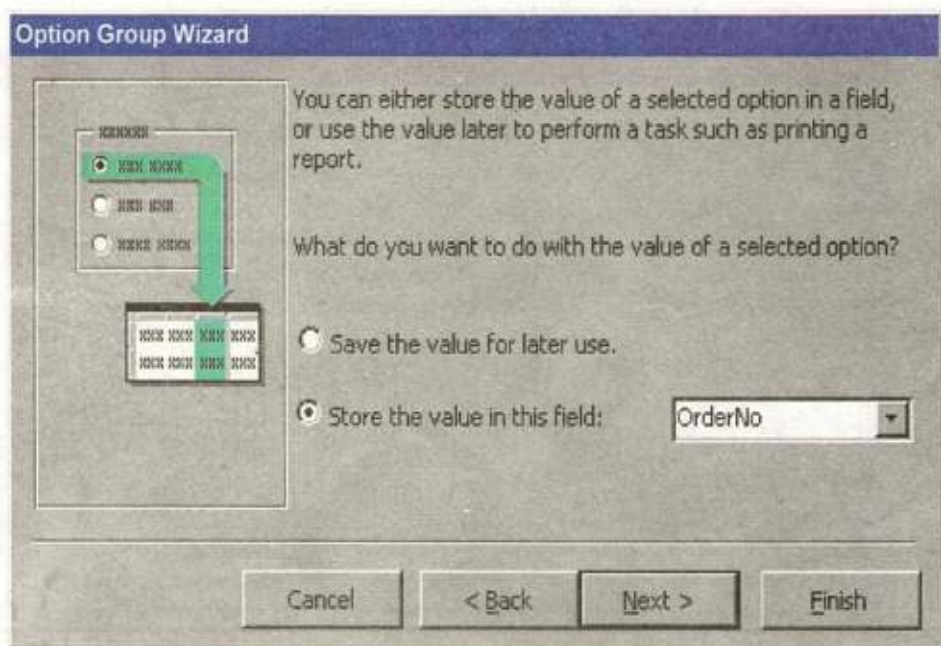 Option Group Wizard
You can either store the value of a selected option in a field,
or use the value later to perform a task such as printing a
report.
What do you want to do with the value of a selected option?
Save the value for later use.
Store the value in this field: OrderNo
Cancel < Back Next > Finish